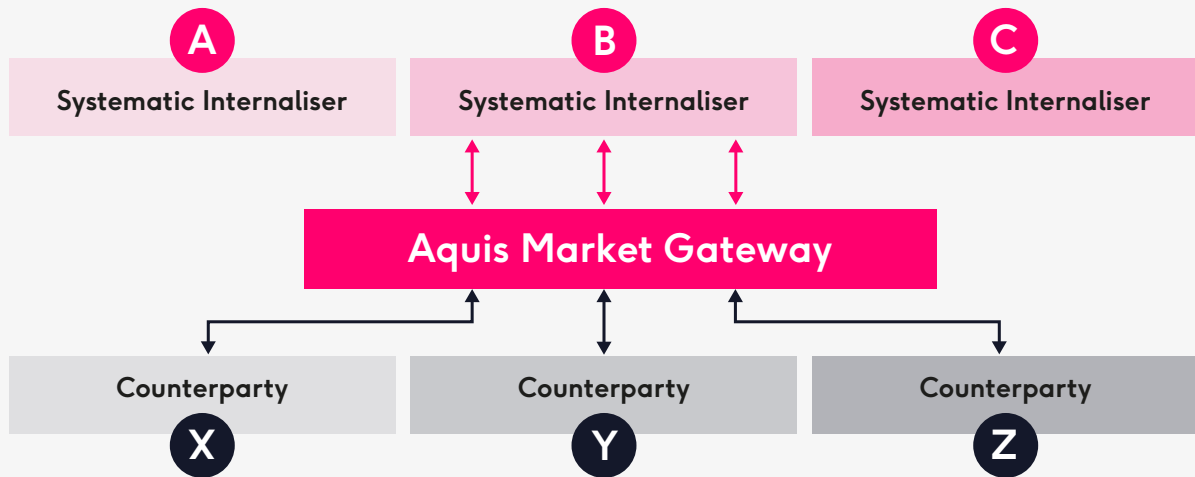 A
B
C
Systematic Internaliser
Systematic Internaliser
Systematic Internaliser
Aquis Market Gateway
Counterparty
Counterparty
Counterparty
X
Y
Z